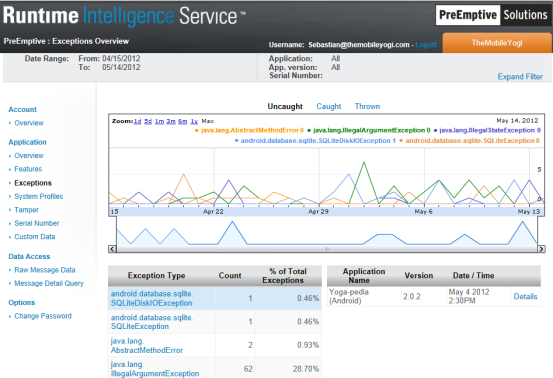 Runtime Intelligence Service™
PreEmptive Solutions
PreEmptive : Exceptions Overview
Username: Sebastian@themobileyogi.com - Logoff
TheMobileYogi
Date Range: From: 04/15/2012
To: 05/14/2012
Application: All
App. version: All
Serial Number:
Expand Filter
Account
Overview
Application
Overview
Features
Exceptions
System Profiles
Tamper
Serial Number
Custom Data
Data Access
Raw Message Data
Message Detail Query
Options
Change Password
Uncaught Caught Thrown
Zoom: 1d 5d 1m 3m 6m 1y Max
May 14, 2012
java.lang.AbstractMethodError 0 java.lang.IllegalArgumentException 0 java.lang.IllegalStateException 0
android.database.sqlite.SQLiteDiskIOException 1 android.database.sqlite.SQLiteException 0
5
0
15 Apr 22 Apr 29 May 6 May 13
Exception Type Count % of Total Exceptions
android.database.sqlite.
SQLiteDiskIOException 1 0.46%
android.database.sqlite.
SQLiteException 1 0.46%
java.lang.
AbstractMethodError 2 0.93%
java.lang.
IllegalArgumentException 62 28.70%
Application Name Version Date / Time
Yoga-pedia (Android) 2.0.2 May 4 2012 2:30PM Details